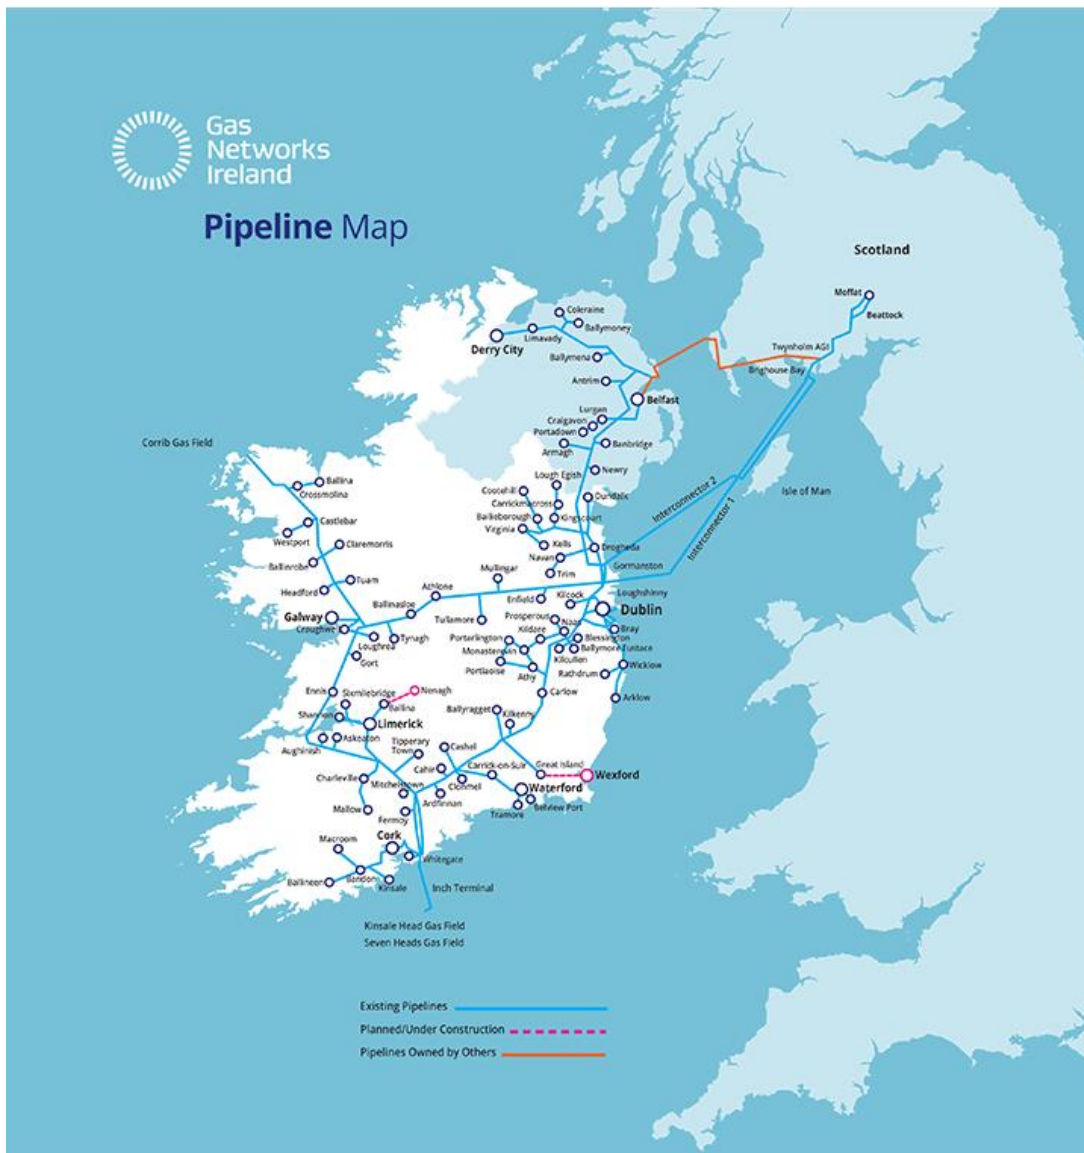 Gas
Networks
Ireland
Pipeline Map
Scotland
Moffat
Beattock
Twynholm AGI
Brighouse Bay
Coleraine
Ballymoney
Limavady
Derry City
Ballymena
Antrim
Belfast
Lurgan
Craigavon
Portadown
Armagh
Banbridge
Newry
Corrib Gas Field
Ballina
Crossmolina
Castlebar
Westport
Claremorris
Ballinrobe
Tuam
Headford
Galway
Craughwell
Loughrea
Gort
Tynagh
Ballinasloe
Athlone
Mullingar
Tullamore
Lough Egish
Cootehill
Carrickmacross
Bailieborough
Kingscourt
Virginia
Kells
Dundalk
Drogheda
Navan
Trim
Gormanston
Interconnector 2
Interconnector 1
Isle of Man
Loughshinny
Enfield
Kilcock
Dublin
Prosperous
Naas
Kildare
Bray
Blessington
Portarlington
Monasterevin
Ballymore Eustace
Kilcullen
Portlaoise
Athy
Wicklow
Rathdrum
Arklow
Carlow
Ennis
Sixmilebridge
Nenagh
Ballina
Shannon
Limerick
Askeaton
Aughinish
Ballyragget
Kilkenny
Tipperary
Town
Cashel
Cahir
Carrick-on-Suir
Great Island
Wexford
Charleville
Mitchelstown
Clonmel
Ardfinnan
Waterford
Belview Port
Tramore
Mallow
Fermoy
Cork
Macroom
Whitegate
Ballineen
Bandon
Kinsale
Inch Terminal
Kinsale Head Gas Field
Seven Heads Gas Field
Existing Pipelines
Planned/Under Construction
Pipelines Owned by Others